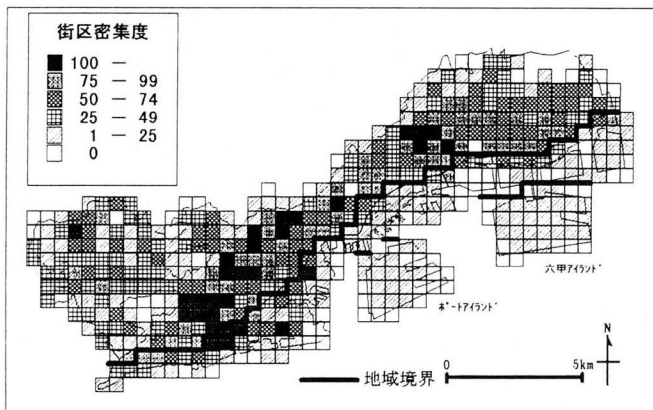 街区密集度
100 —
75 — 99
50 — 74
25 — 49
1 — 25
0
六甲アイランド
ポートアイランド
N
0 5km
地域境界